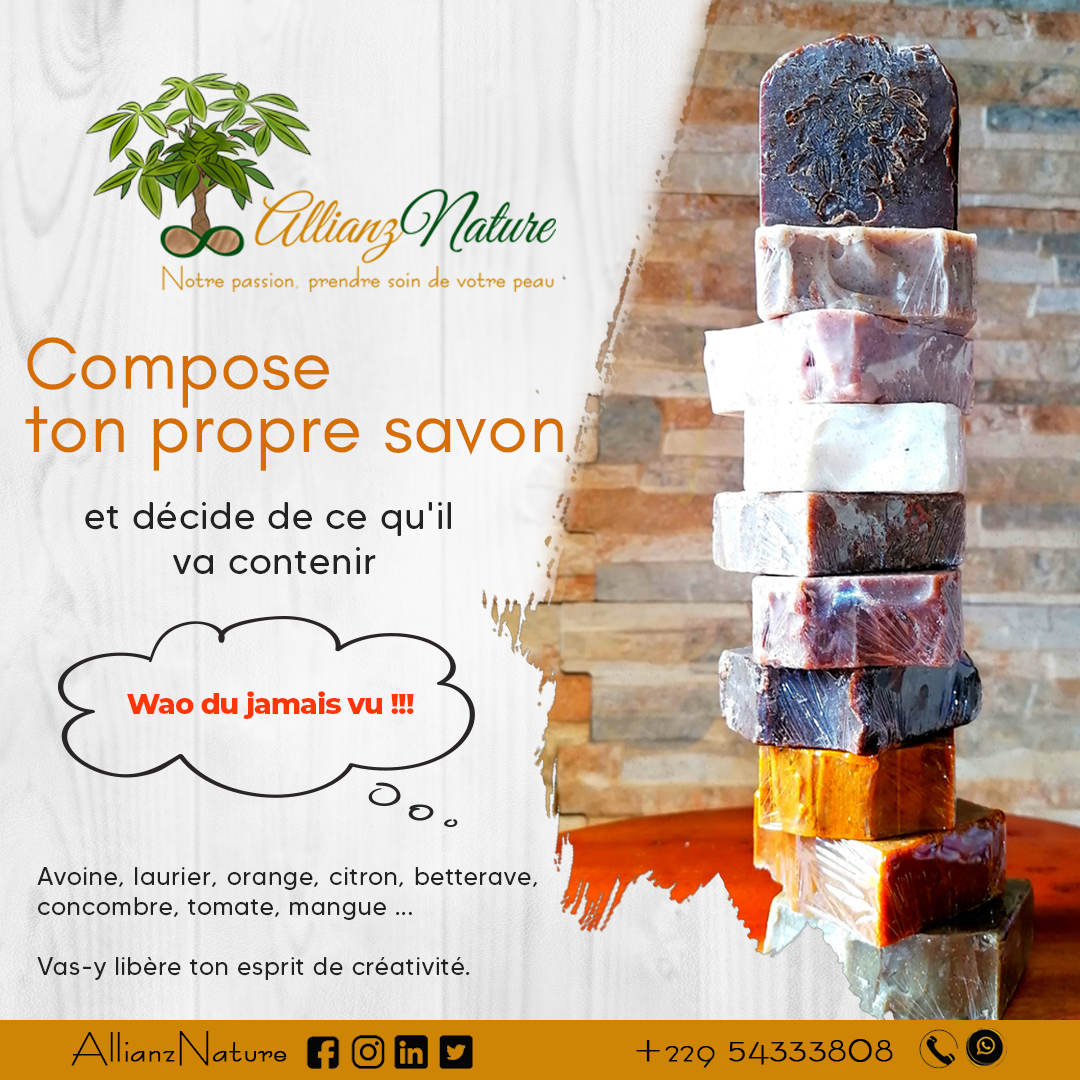 AllianzNature
Notre passion, prendre soin de votre peau
Compose
ton propre savon
et décide de ce qu'il
va contenir
Wao du jamais vu !!!
Avoine, laurier, orange, citron, betterave,
concombre, tomate, mangue ...
Vas-y libère ton esprit de créativité.
AllianzNature
+229 54333808